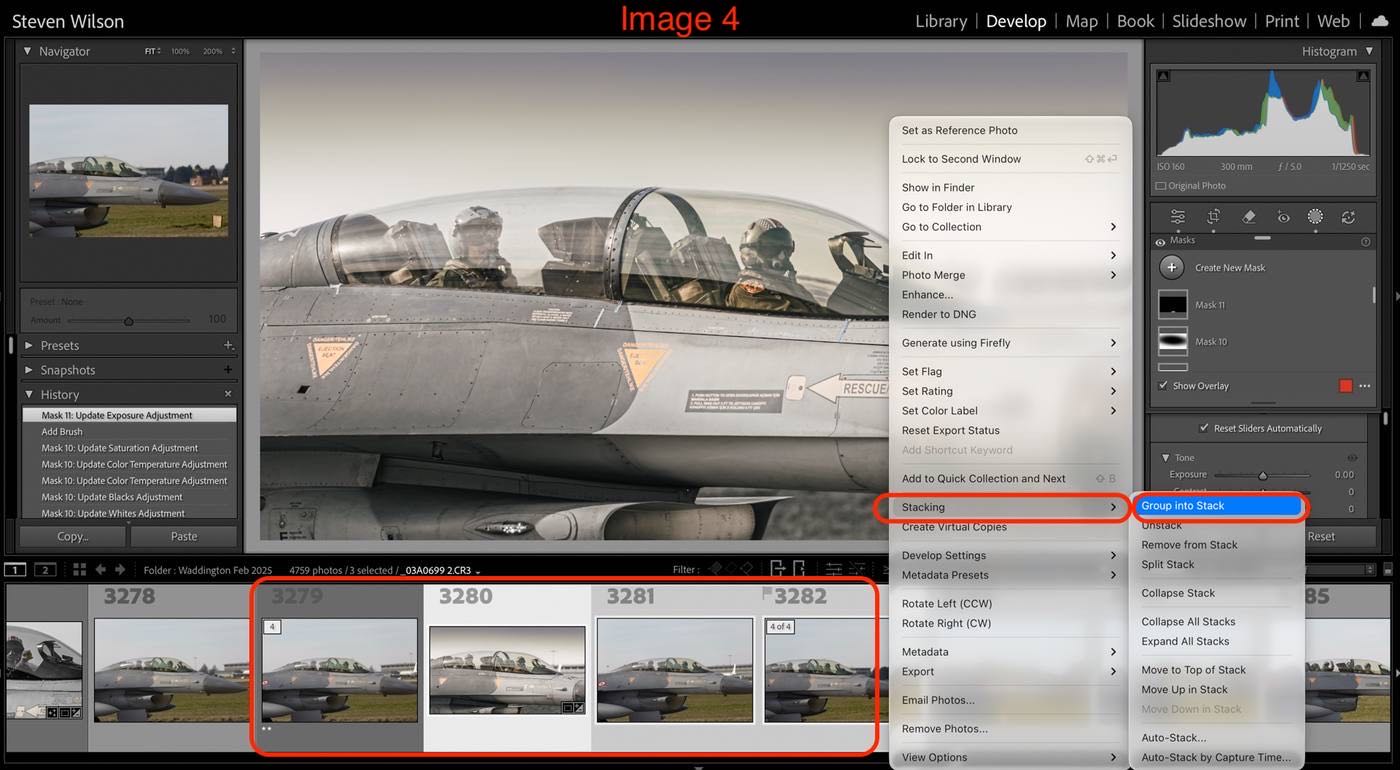 Steven Wilson
Image 4
Library | Develop | Map | Book | Slideshow | Print | Web
Navigator
FIT
100%
200%
Histogram
ISO 160
300 mm
ƒ / 5.0
1/1250 sec
Original Photo
Masks
Create New Mask
Mask 11
Mask 10
Show Overlay
Reset Sliders Automatically
Tone
Exposure
0.00
Contrast
0
0
Reset
Preset : None
Amount
100
Presets
Snapshots
History
Mask 11: Update Exposure Adjustment
Add Brush
Mask 10: Update Saturation Adjustment
Mask 10: Update Color Temperature Adjustment
Mask 10: Update Color Temperature Adjustment
Mask 10: Update Blacks Adjustment
Mask 10: Update Whites Adjustment
Copy...
Paste
EJECTION
SEAT
RESCUE
Set as Reference Photo
Lock to Second Window
⇧⌘⏎
Show in Finder
Go to Folder in Library
Go to Collection
Edit In
Photo Merge
Enhance...
Render to DNG
Generate using Firefly
Set Flag
Set Rating
Set Color Label
Reset Export Status
Add Shortcut Keyword
Add to Quick Collection and Next
⇧ B
Stacking
Create Virtual Copies
Develop Settings
Metadata Presets
Rotate Left (CCW)
Rotate Right (CW)
Metadata
Export
Email Photos...
Remove Photos...
View Options
Group into Stack
Unstack
Remove from Stack
Split Stack
Collapse Stack
Collapse All Stacks
Expand All Stacks
Move to Top of Stack
Move Up in Stack
Move Down in Stack
Auto-Stack...
Auto-Stack by Capture Time...
1
2
Folder : Waddington Feb 2025
4759 photos / 3 selected / _03A0699 2.CR3
Filter :
3278
3279
3280
3281
3282
85
4
4 of 4